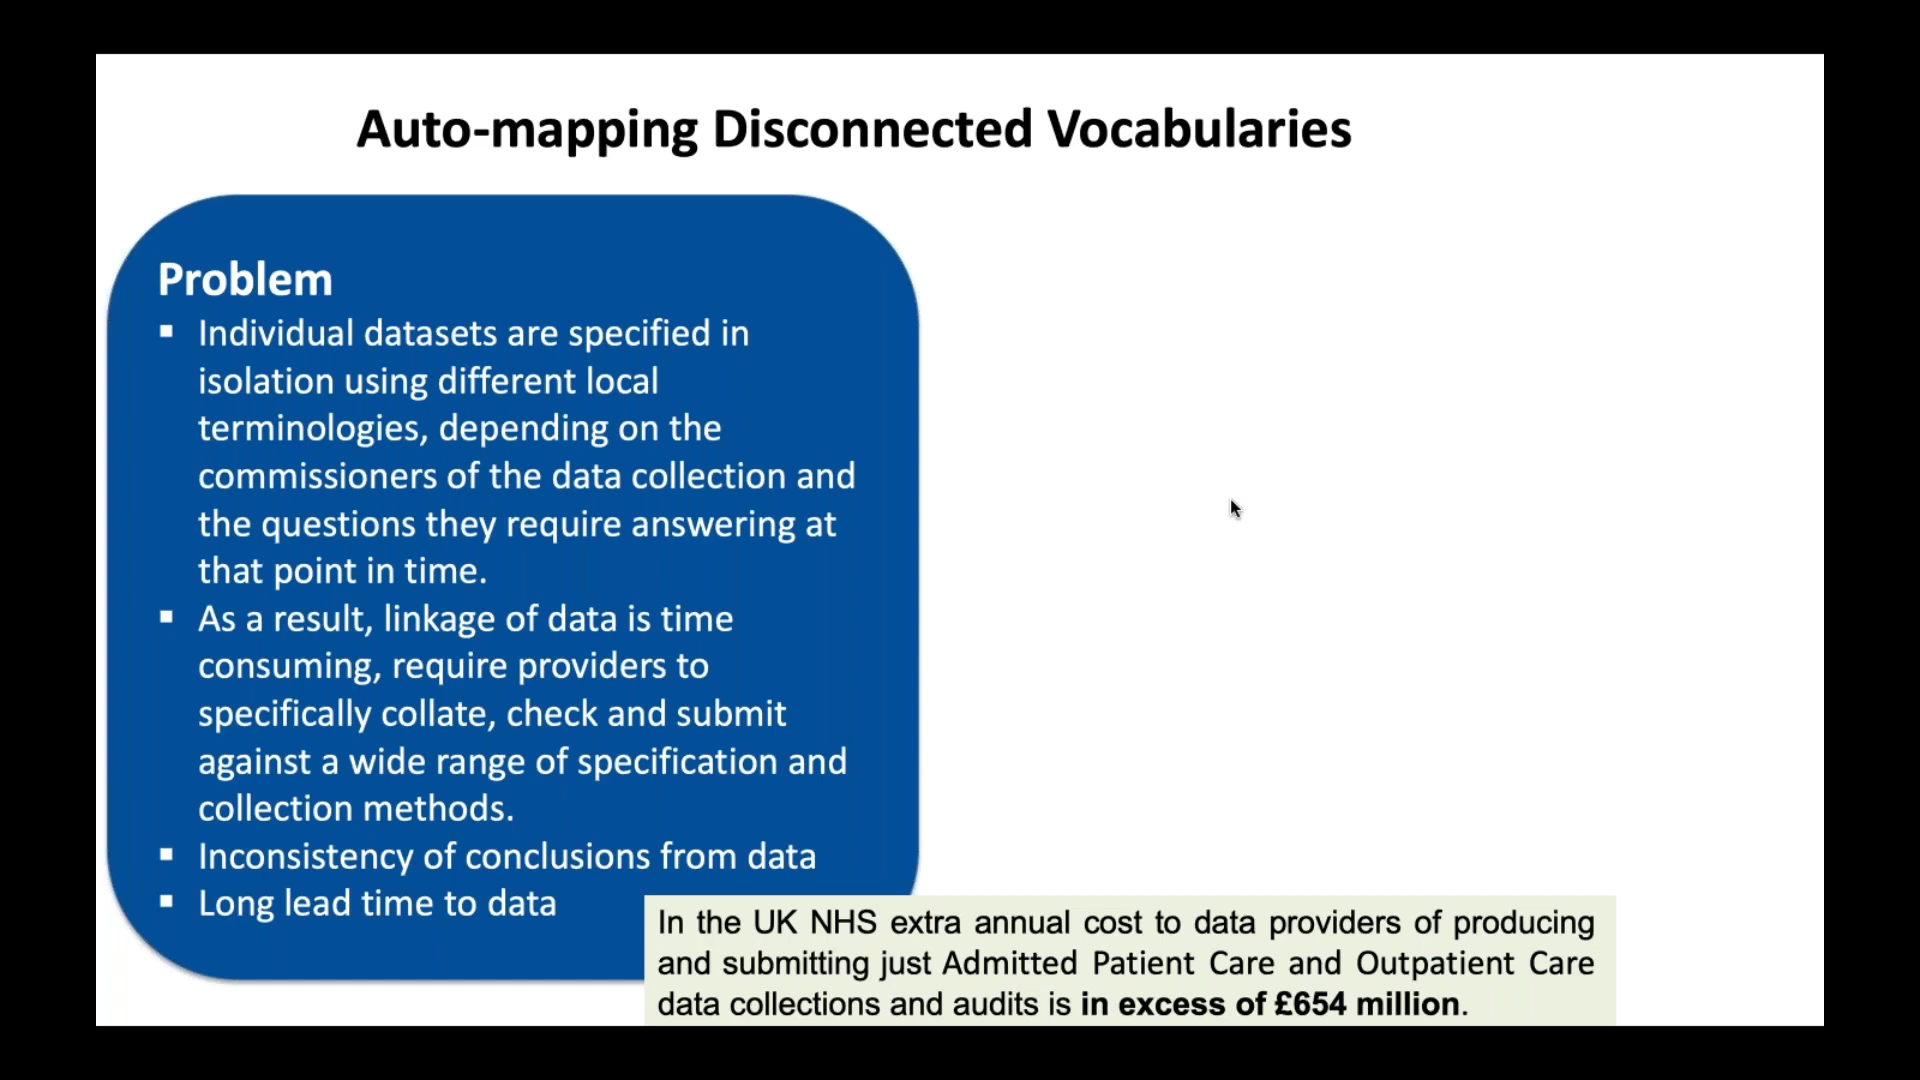 Auto-mapping Disconnected Vocabularies
Problem
▪ Individual datasets are specified in
isolation using different local
terminologies, depending on the
commissioners of the data collection and
the questions they require answering at
that point in time.
▪ As a result, linkage of data is time
consuming, require providers to
specifically collate, check and submit
against a wide range of specification and
collection methods.
▪ Inconsistency of conclusions from data
▪ Long lead time to data
In the UK NHS extra annual cost to data providers of producing
and submitting just Admitted Patient Care and Outpatient Care
data collections and audits is in excess of £654 million.